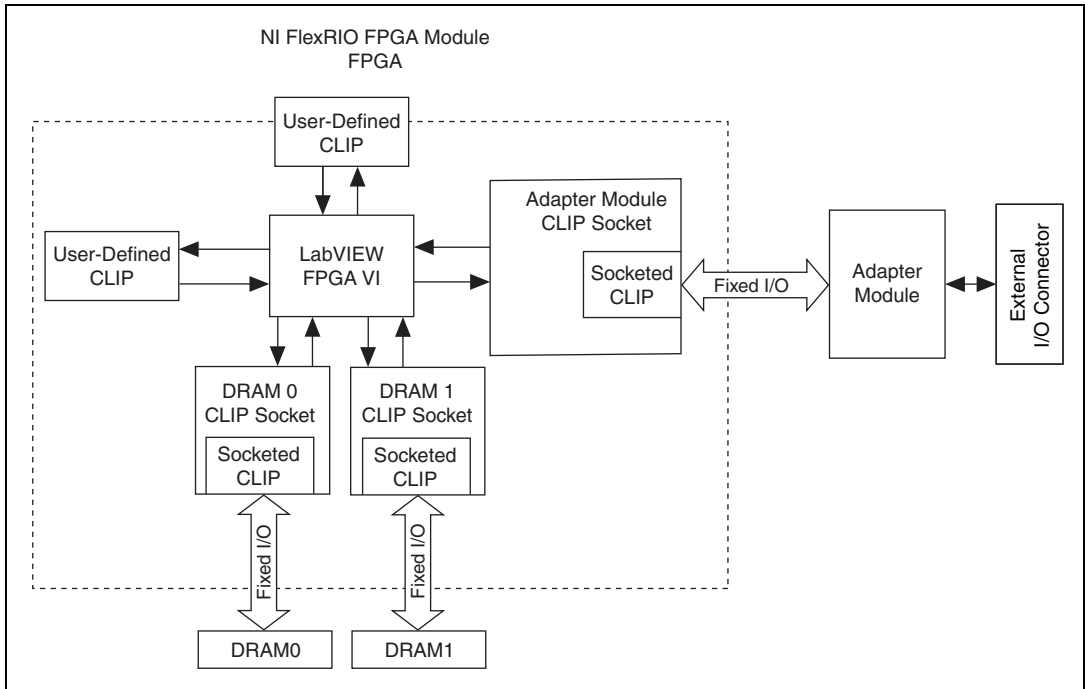 NI FlexRIO FPGA Module
FPGA
User-Defined
CLIP
User-Defined
CLIP
LabVIEW
FPGA VI
Adapter Module
CLIP Socket
Socketed
CLIP
Fixed I/O
Adapter
Module
External
I/O Connector
DRAM 0
CLIP Socket
Socketed
CLIP
DRAM 1
CLIP Socket
Socketed
CLIP
Fixed I/O
Fixed I/O
DRAM0
DRAM1